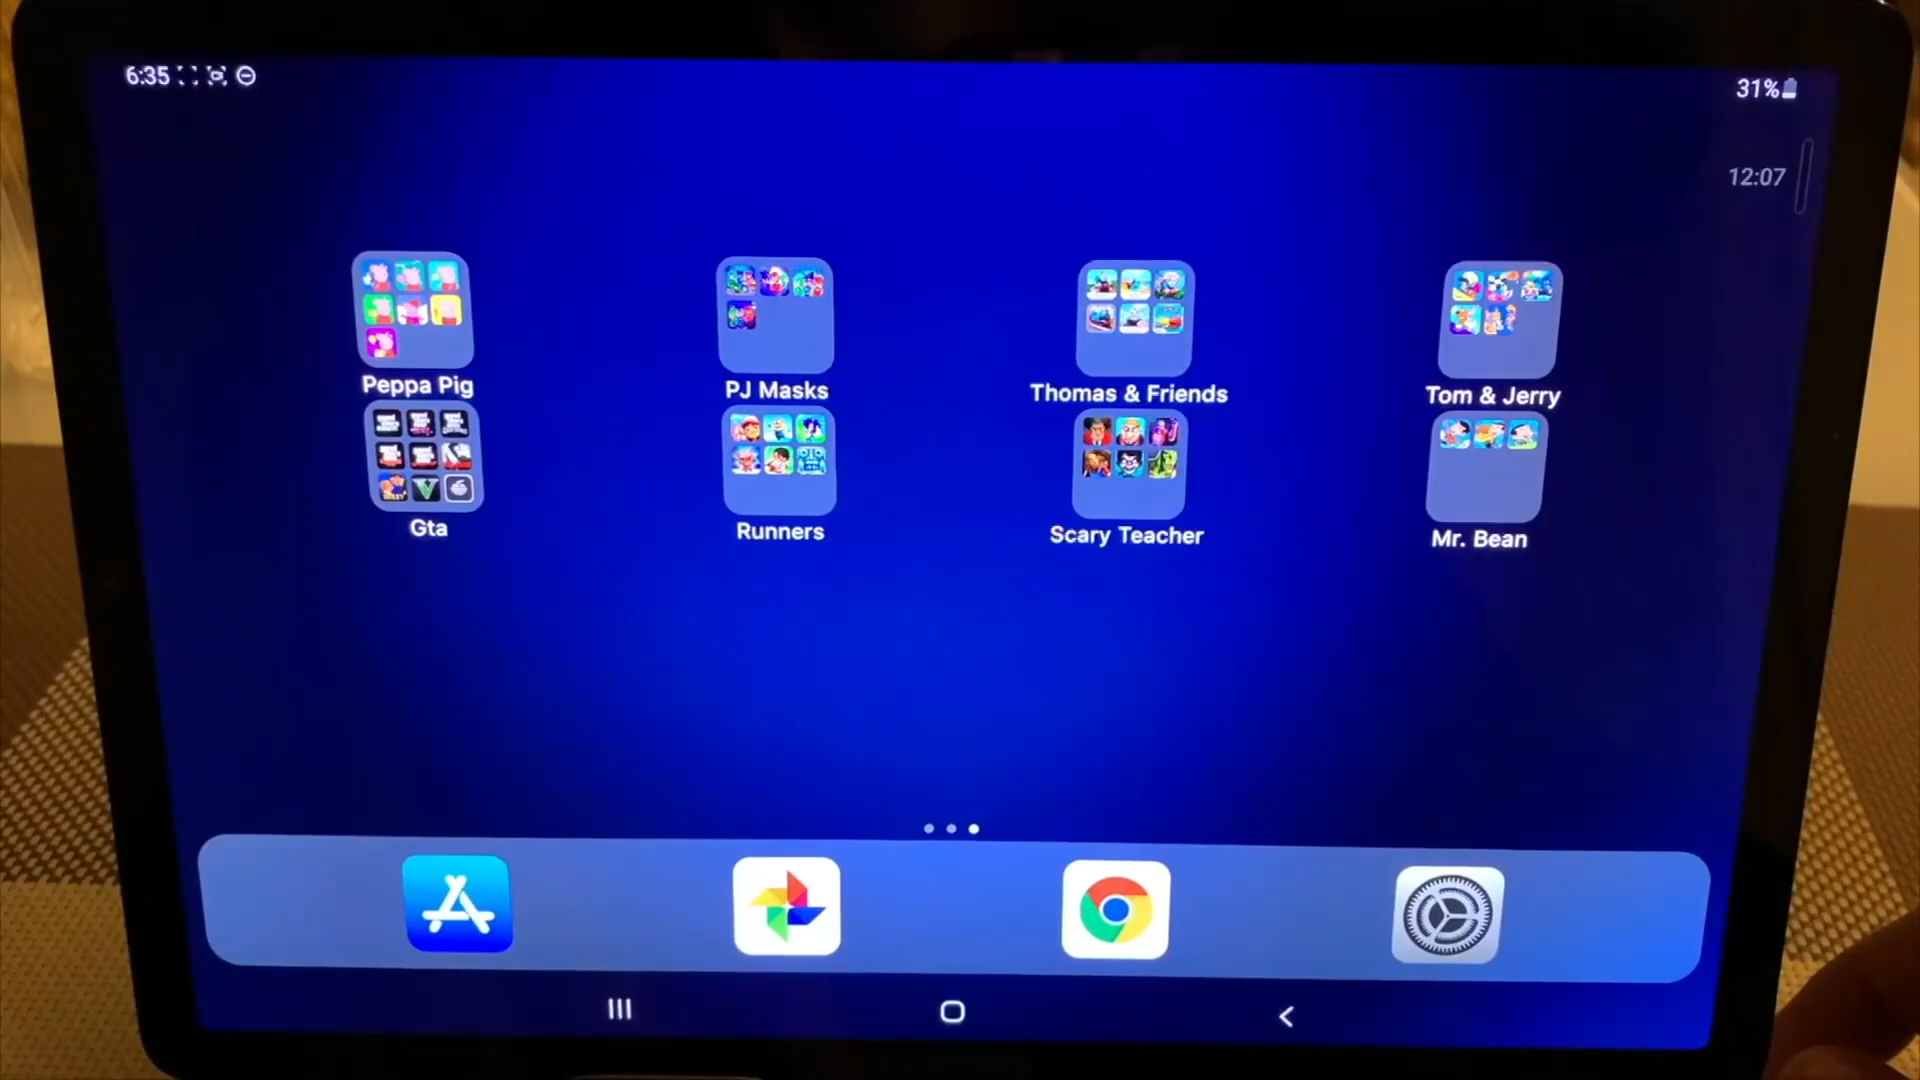 6:35
31%
12:07
Peppa Pig
PJ Masks
Thomas & Friends
Tom & Jerry
Gta
Runners
Scary Teacher
Mr. Bean